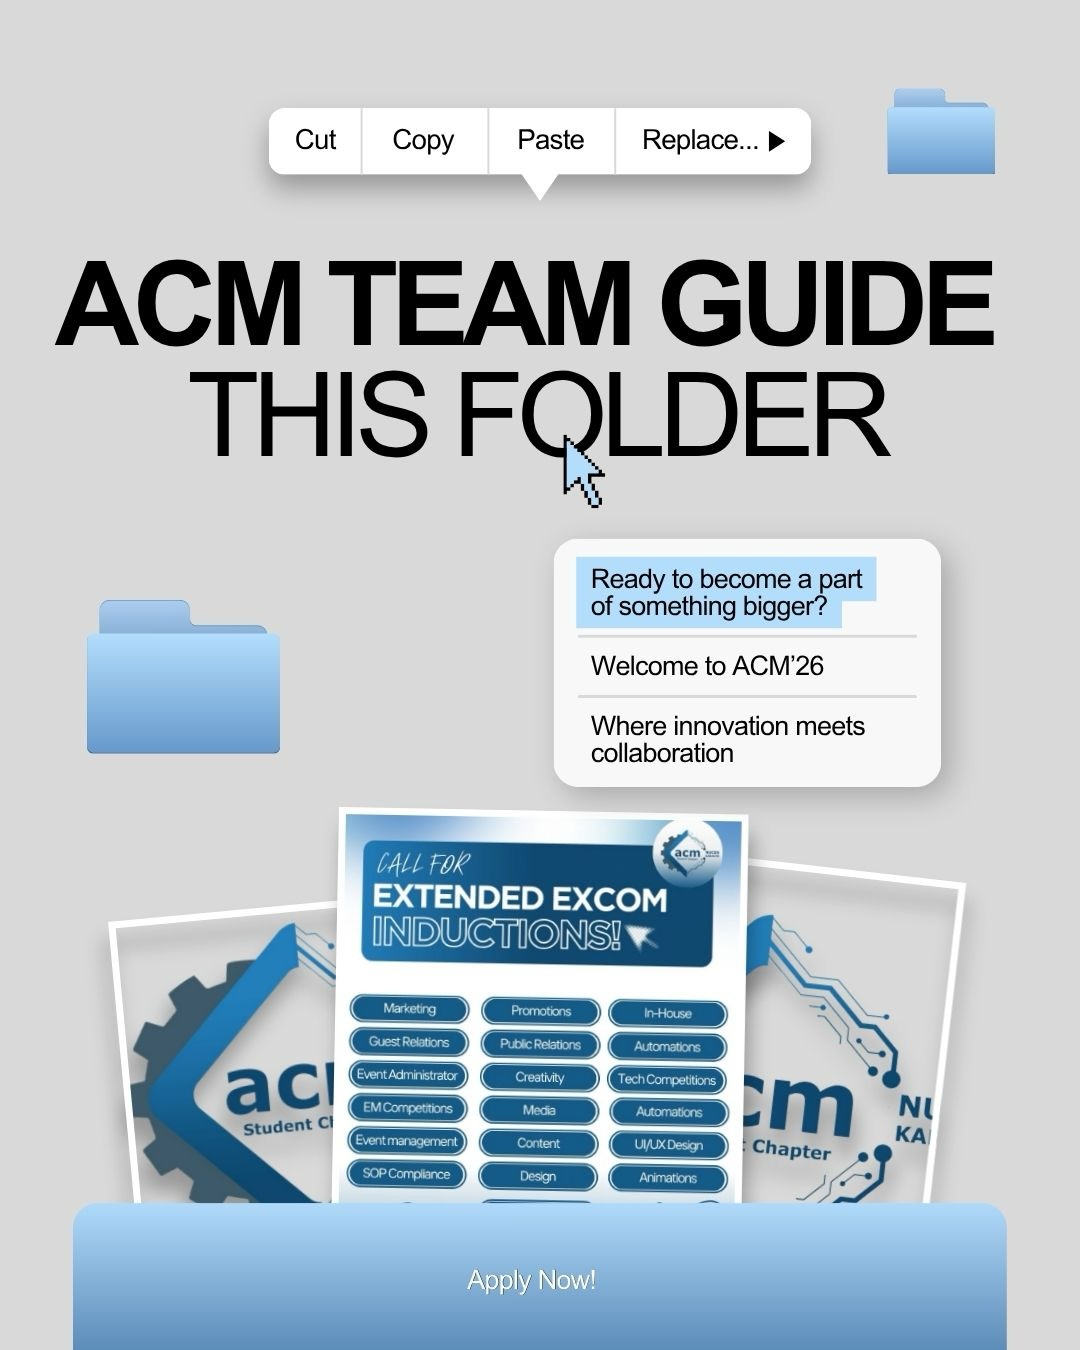 Cut Copy Paste Replace...
ACM TEAM GUIDE
THIS FOLDER
Ready to become a part
of something bigger?
Welcome to ACM'26
Where innovation meets
collaboration
acm
CALL FOR
EXTENDED EXCOM
INDUCTIONS!
Marketing Promotions In-House
Guest Relations Public Relations Automations
Event Administrator Creativity Tech Competitions
EM Competitions Media Automations
Event management Content UI/UX Design
SOP Compliance Design Animations
acm
Student Ch
cm
Chapter
NU
KA
Apply Now!